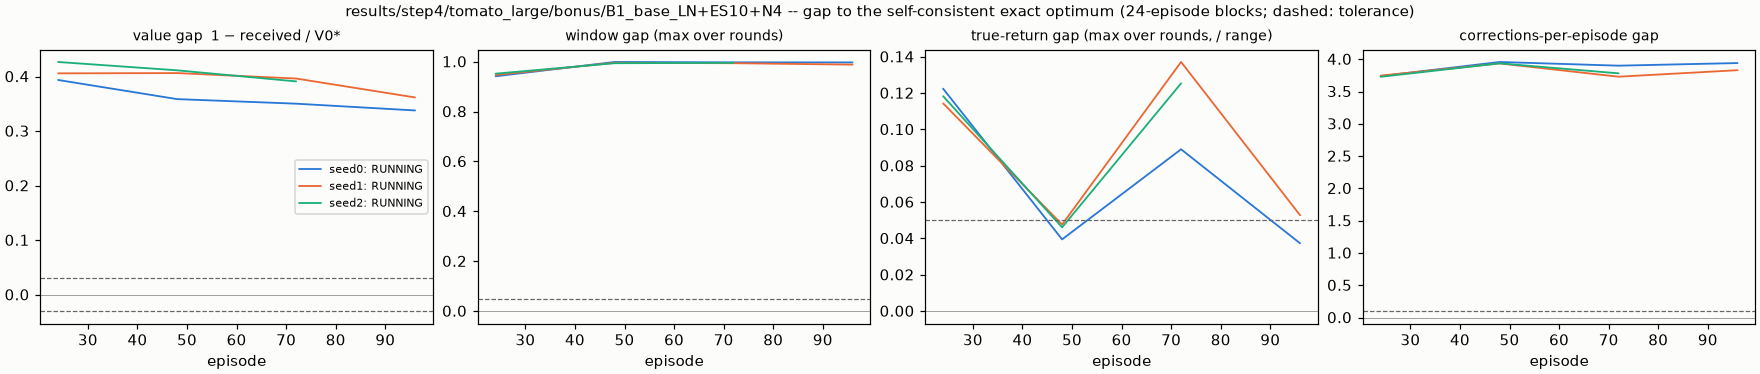 results/step4/tomato_large/bonus/B1_base_LN+ES10+N4 -- gap to the self-consistent exact optimum (24-episode blocks; dashed: tolerance)
value gap  1 − received / V0*
0.4
0.3
0.2
0.1
0.0
30 40 50 60 70 80 90
episode
seed0: RUNNING
seed1: RUNNING
seed2: RUNNING
window gap (max over rounds)
1.0
0.8
0.6
0.4
0.2
0.0
30 40 50 60 70 80 90
episode
true-return gap (max over rounds, / range)
0.14
0.12
0.10
0.08
0.06
0.04
0.02
0.00
30 40 50 60 70 80 90
episode
corrections-per-episode gap
4.0
3.5
3.0
2.5
2.0
1.5
1.0
0.5
0.0
30 40 50 60 70 80 90
episode